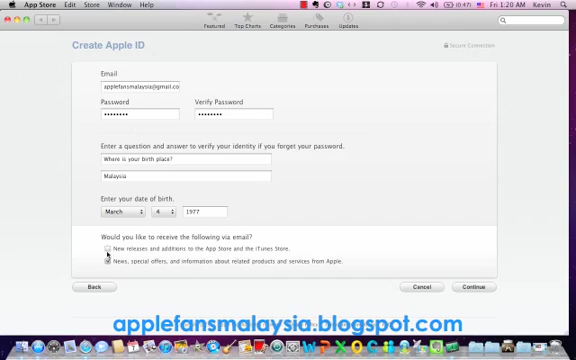 App Store Store Window Help
(0:47) Fri 1:20 AM Kevin
Featured Top Charts Categories Purchases Updates
Create Apple ID
Secure Connection
Email
applefansmalaysia@gmail.co
Password Verify Password
•••••••• ••••••••
Enter a question and answer to verify your identity if you forget your password.
Where is your birth place?
Malaysia
Enter your date of birth.
March 4 1977
Would you like to receive the following via email?
New releases and additions to the App Store and the iTunes Store.
News, special offers, and information about related products and services from Apple.
Back Cancel Continue
applefansmalaysia.blogspot.com